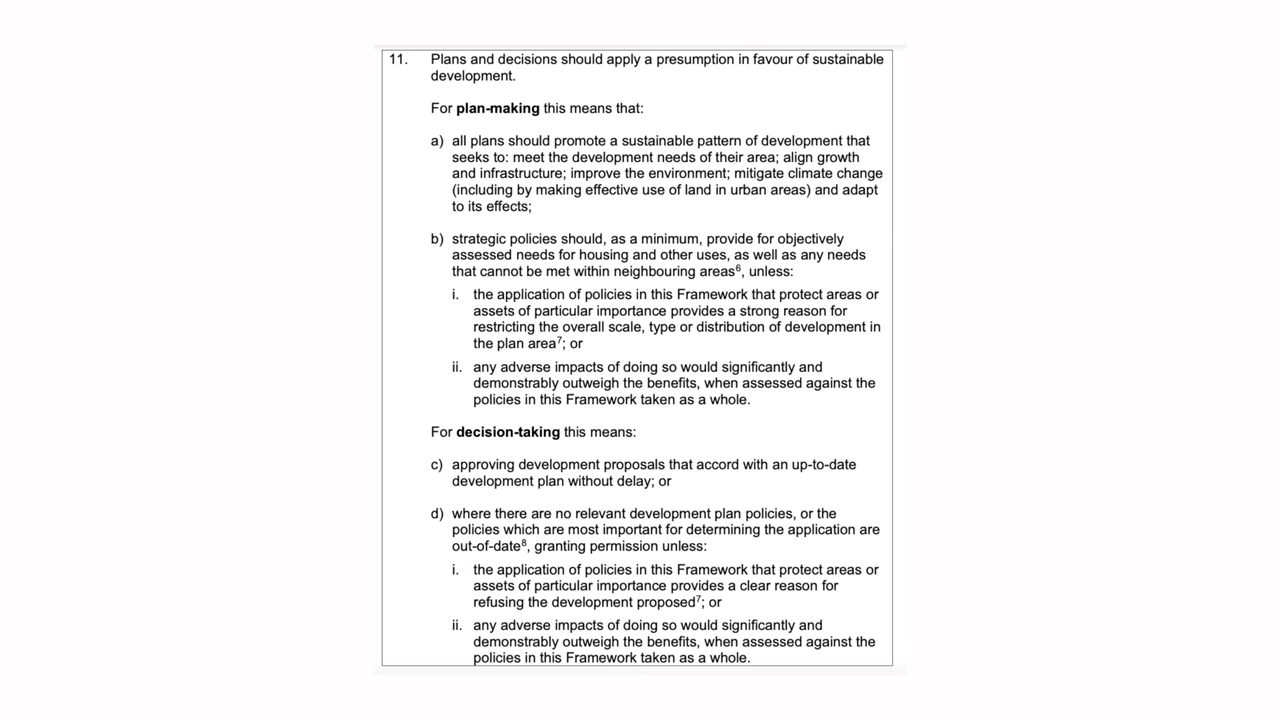 11. Plans and decisions should apply a presumption in favour of sustainable
development.
For plan-making this means that:
a) all plans should promote a sustainable pattern of development that
seeks to: meet the development needs of their area; align growth
and infrastructure; improve the environment; mitigate climate change
(including by making effective use of land in urban areas) and adapt
to its effects;
b) strategic policies should, as a minimum, provide for objectively
assessed needs for housing and other uses, as well as any needs
that cannot be met within neighbouring areas⁶, unless:
i. the application of policies in this Framework that protect areas or
assets of particular importance provides a strong reason for
restricting the overall scale, type or distribution of development in
the plan area⁷; or
ii. any adverse impacts of doing so would significantly and
demonstrably outweigh the benefits, when assessed against the
policies in this Framework taken as a whole.
For decision-taking this means:
c) approving development proposals that accord with an up-to-date
development plan without delay; or
d) where there are no relevant development plan policies, or the
policies which are most important for determining the application are
out-of-date⁸, granting permission unless:
i. the application of policies in this Framework that protect areas or
assets of particular importance provides a clear reason for
refusing the development proposed⁷; or
ii. any adverse impacts of doing so would significantly and
demonstrably outweigh the benefits, when assessed against the
policies in this Framework taken as a whole.